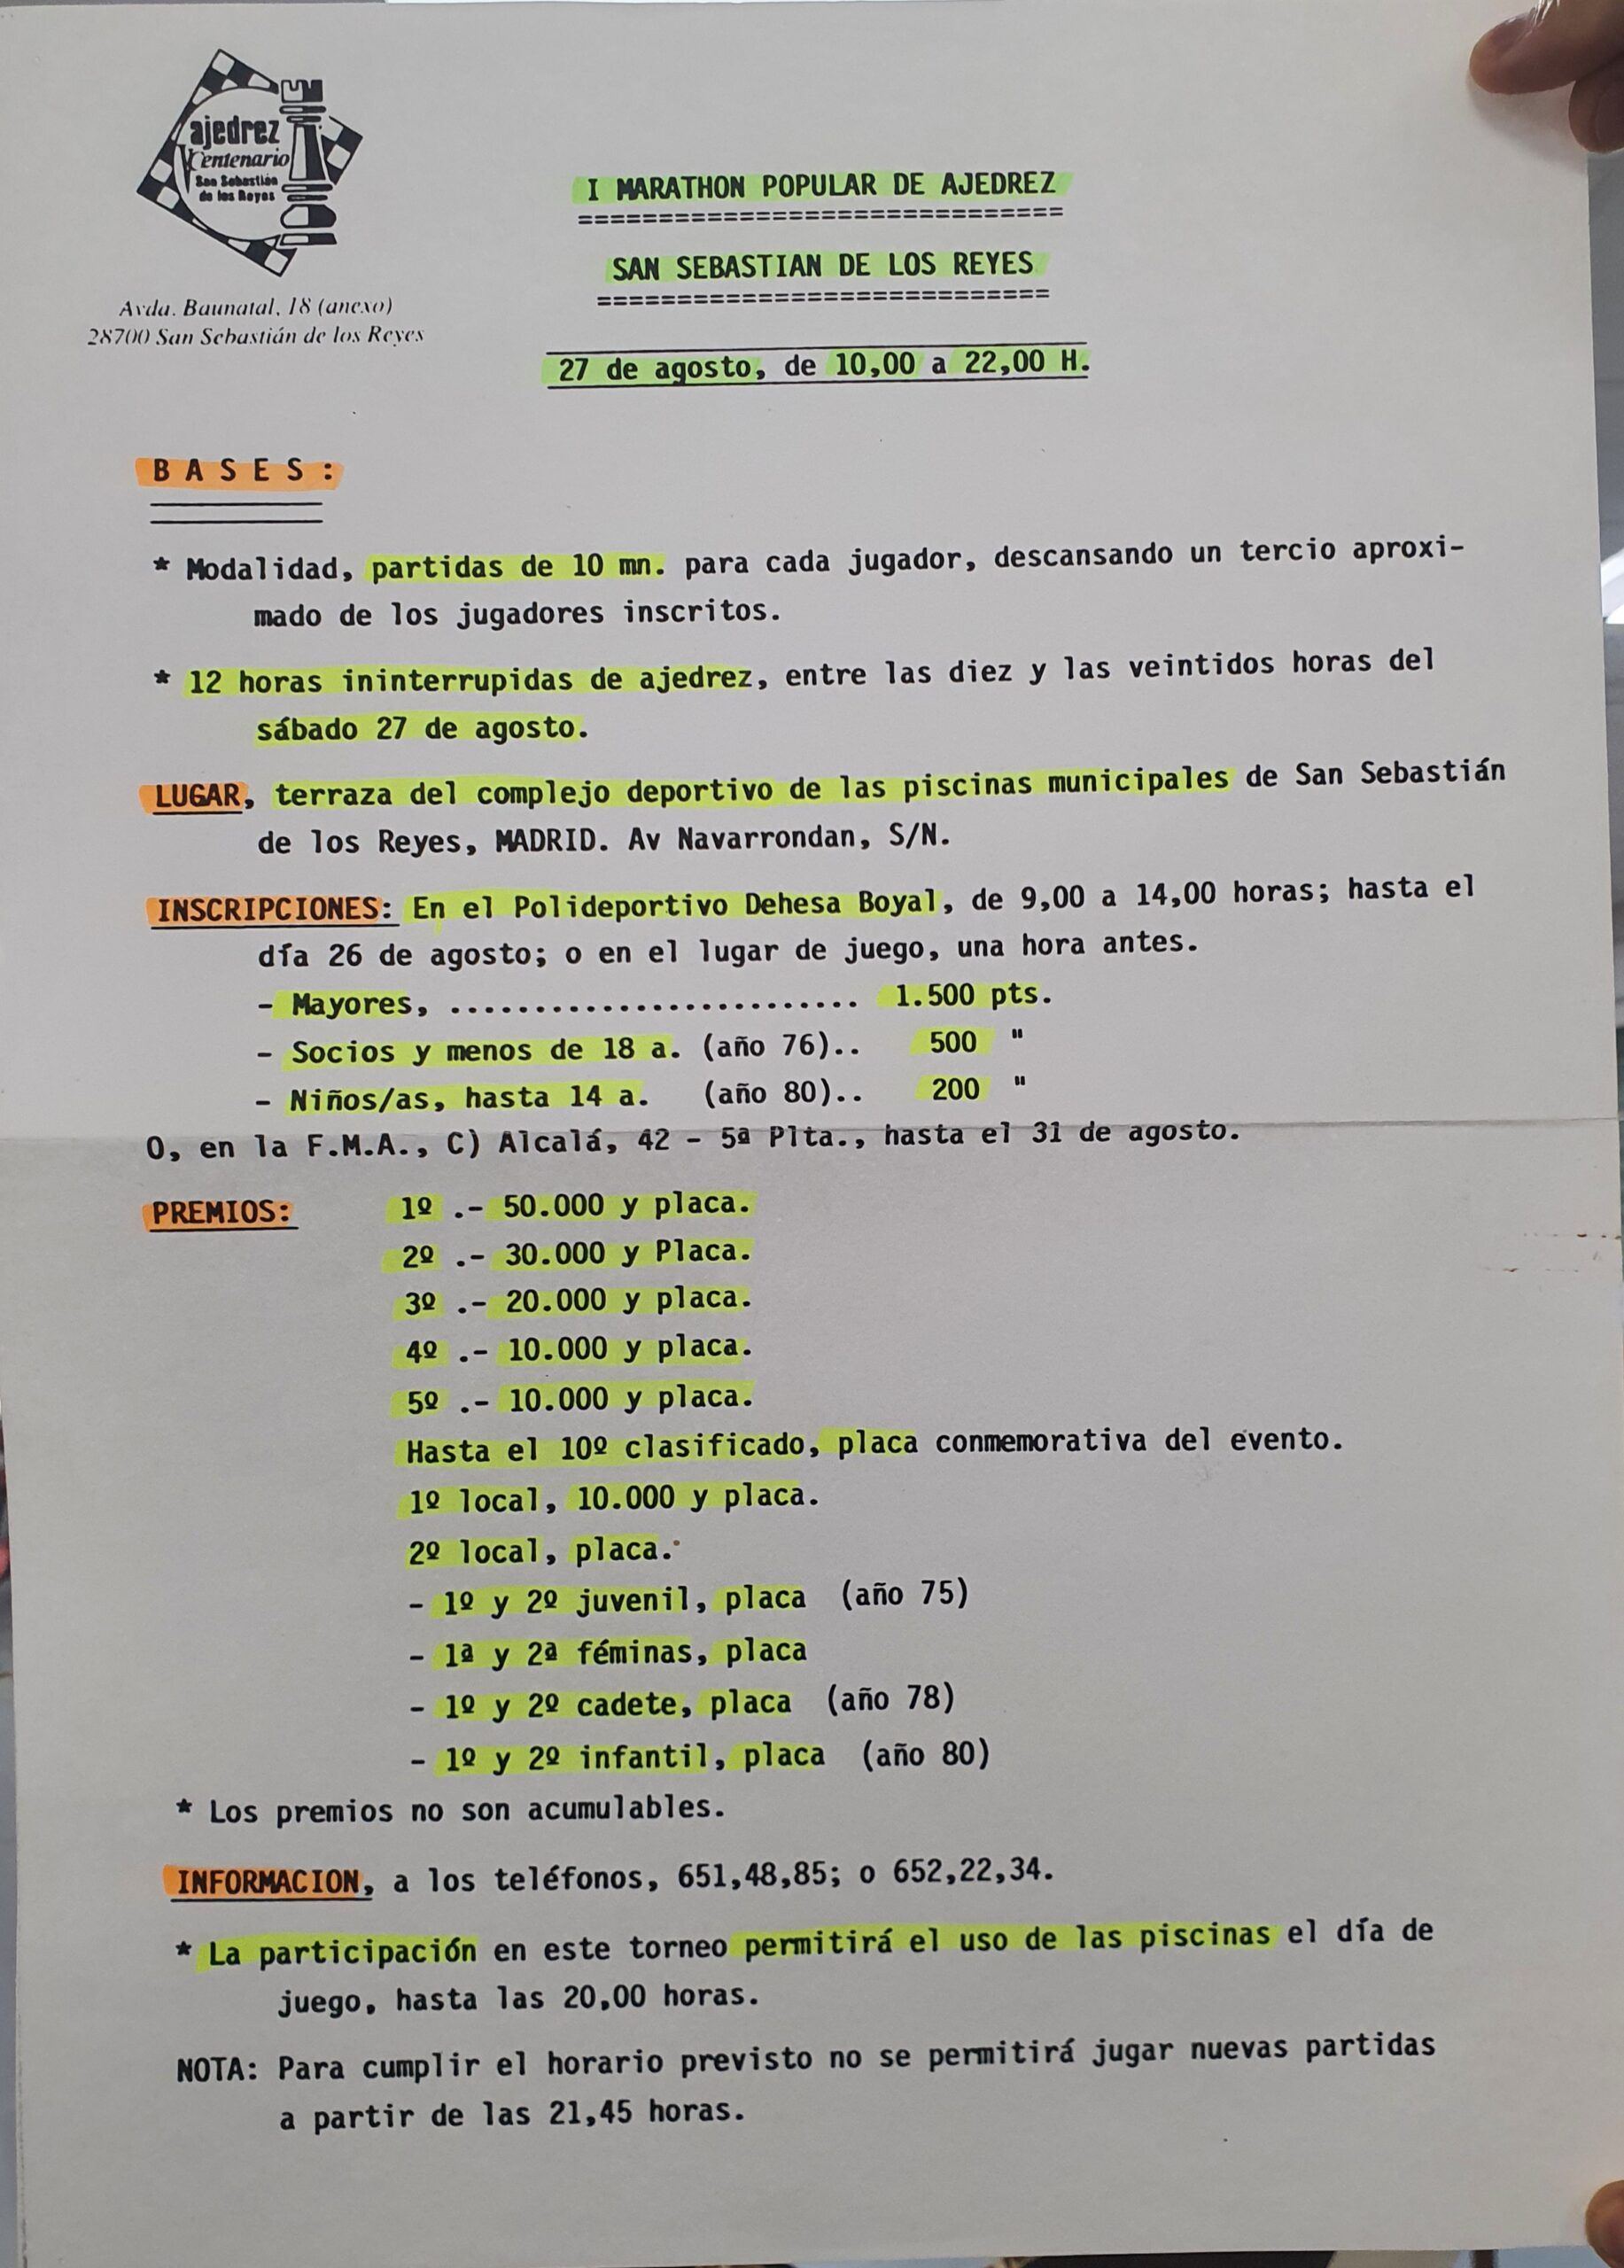 ajedrez
V Centenario
San Sebastián
de los Reyes
Avda. Baunatal, 18 (anexo)
28700 San Sebastián de los Reyes
I MARATHON POPULAR DE AJEDREZ
==============================
SAN SEBASTIAN DE LOS REYES
============================
27 de agosto, de 10,00 a 22,00 H.
B A S E S :
* Modalidad, partidas de 10 mn. para cada jugador, descansando un tercio aproxi-
mado de los jugadores inscritos.
* 12 horas ininterrupidas de ajedrez, entre las diez y las veintidos horas del
sábado 27 de agosto.
LUGAR, terraza del complejo deportivo de las piscinas municipales de San Sebastián
de los Reyes, MADRID. Av Navarrondan, S/N.
INSCRIPCIONES: En el Polideportivo Dehesa Boyal, de 9,00 a 14,00 horas; hasta el
día 26 de agosto; o en el lugar de juego, una hora antes.
- Mayores, ........................ 1.500 pts.
- Socios y menos de 18 a. (año 76).. 500 "
- Niños/as, hasta 14 a. (año 80).. 200 "
O, en la F.M.A., C) Alcalá, 42 - 5ª Plta., hasta el 31 de agosto.
PREMIOS: 1º .- 50.000 y placa.
2º .- 30.000 y Placa.
3º .- 20.000 y placa.
4º .- 10.000 y placa.
5º .- 10.000 y placa.
Hasta el 10º clasificado, placa conmemorativa del evento.
1º local, 10.000 y placa.
2º local, placa.
- 1º y 2º juvenil, placa (año 75)
- 1ª y 2ª féminas, placa
- 1º y 2º cadete, placa (año 78)
- 1º y 2º infantil, placa (año 80)
* Los premios no son acumulables.
INFORMACION, a los teléfonos, 651,48,85; o 652,22,34.
* La participación en este torneo permitirá el uso de las piscinas el día de
juego, hasta las 20,00 horas.
NOTA: Para cumplir el horario previsto no se permitirá jugar nuevas partidas
a partir de las 21,45 horas.